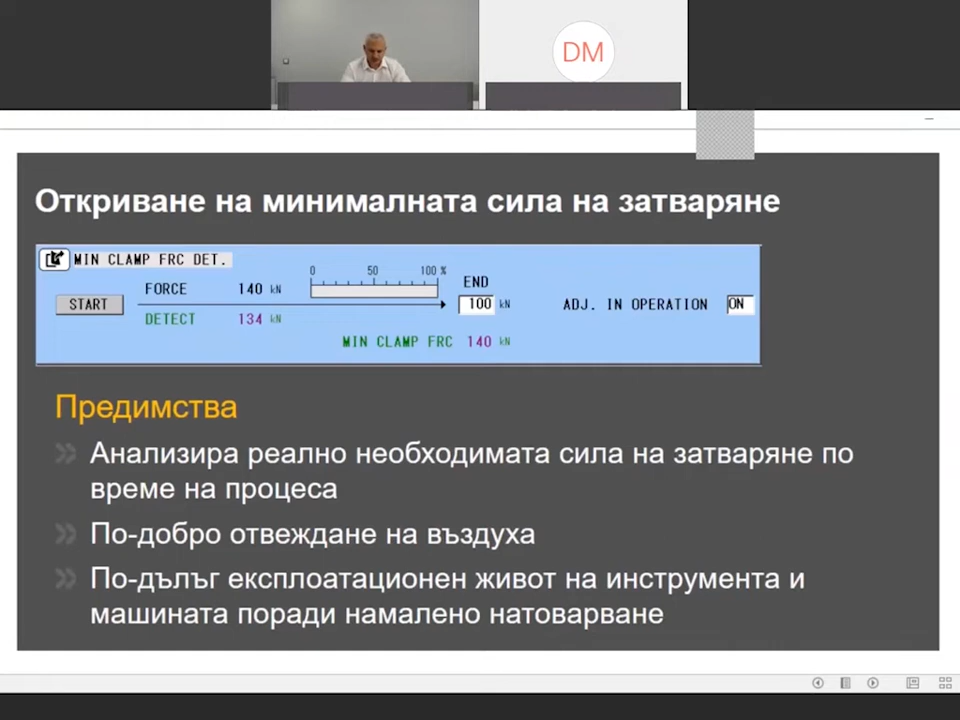 DM
Откриване на минималната сила на затваряне
MIN CLAMP FRC DET.
0 50 100 %
FORCE 140 kN
END
START
100 kN
ADJ. IN OPERATION ON
DETECT 134 kN
MIN CLAMP FRC 140 kN
Предимства
Анализира реално необходимата сила на затваряне по
време на процеса
По-добро отвеждане на въздуха
По-дълъг експлоатационен живот на инструмента и
машината поради намалено натоварване